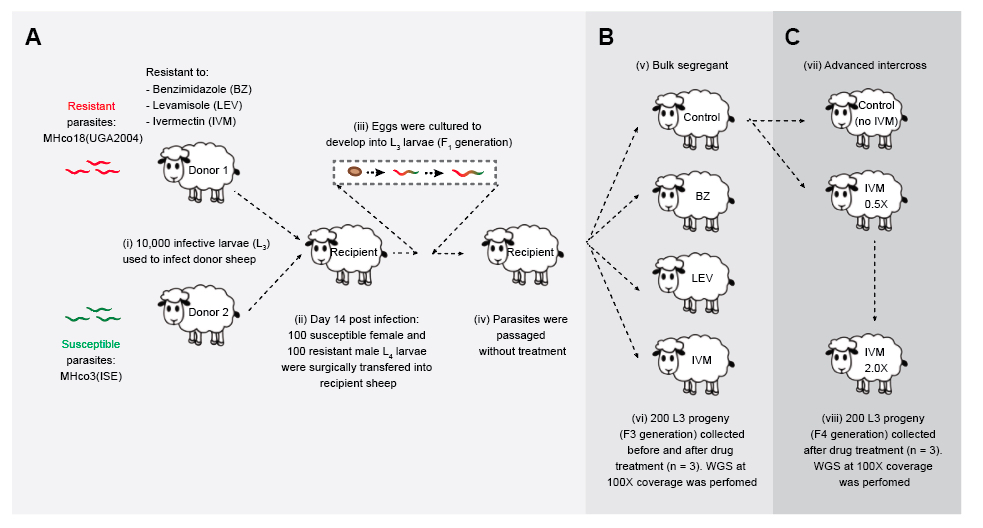 A
B
C
Resistant to:
- Benzimidazole (BZ)
- Levamisole (LEV)
- Ivermectin (IVM)
Resistant
parasites:
MHco18(UGA2004)
Donor 1
(i) 10,000 infective larvae (L3)
used to infect donor sheep
Donor 2
Susceptible
parasites:
MHco3(ISE)
(iii) Eggs were cultured to
develop into L3 larvae (F1 generation)
Recipient
(ii) Day 14 post infection:
100 susceptible female and
100 resistant male L4 larvae
were surgically transfered into
recipient sheep
Recipient
(iv) Parasites were
passaged
without treatment
(v) Bulk segregant
Control
BZ
LEV
IVM
(vi) 200 L3 progeny
(F3 generation) collected
before and after drug
treatment (n = 3). WGS at
100X coverage was perfomed
(vii) Advanced intercross
Control
(no IVM)
IVM
0.5X
IVM
2.0X
(viii) 200 L3 progeny
(F4 generation) collected
after drug treatment (n = 3).
WGS at 100X coverage
was perfomed